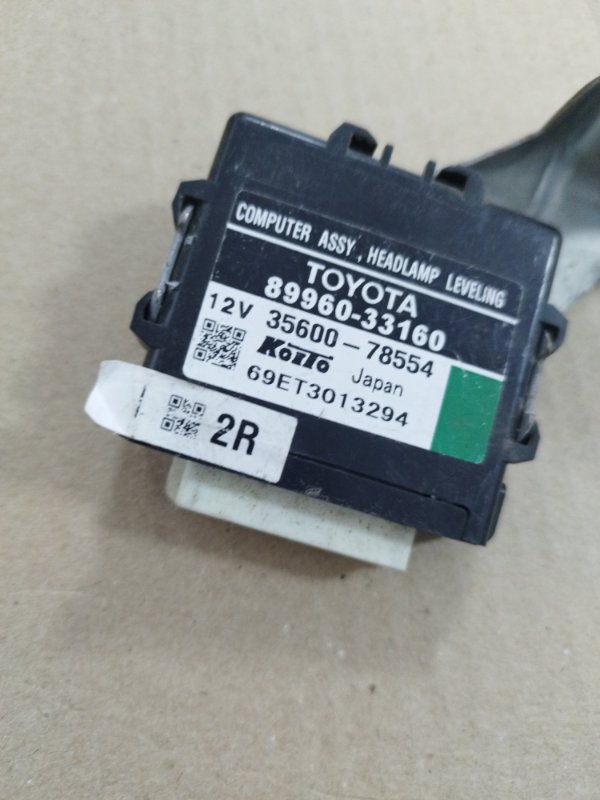 COMPUTER ASSY, HEADLAMP LEVELING
TOYOTA
89960-33160
12V 35600-78554
KOITO Japan
69ET3013294
2R